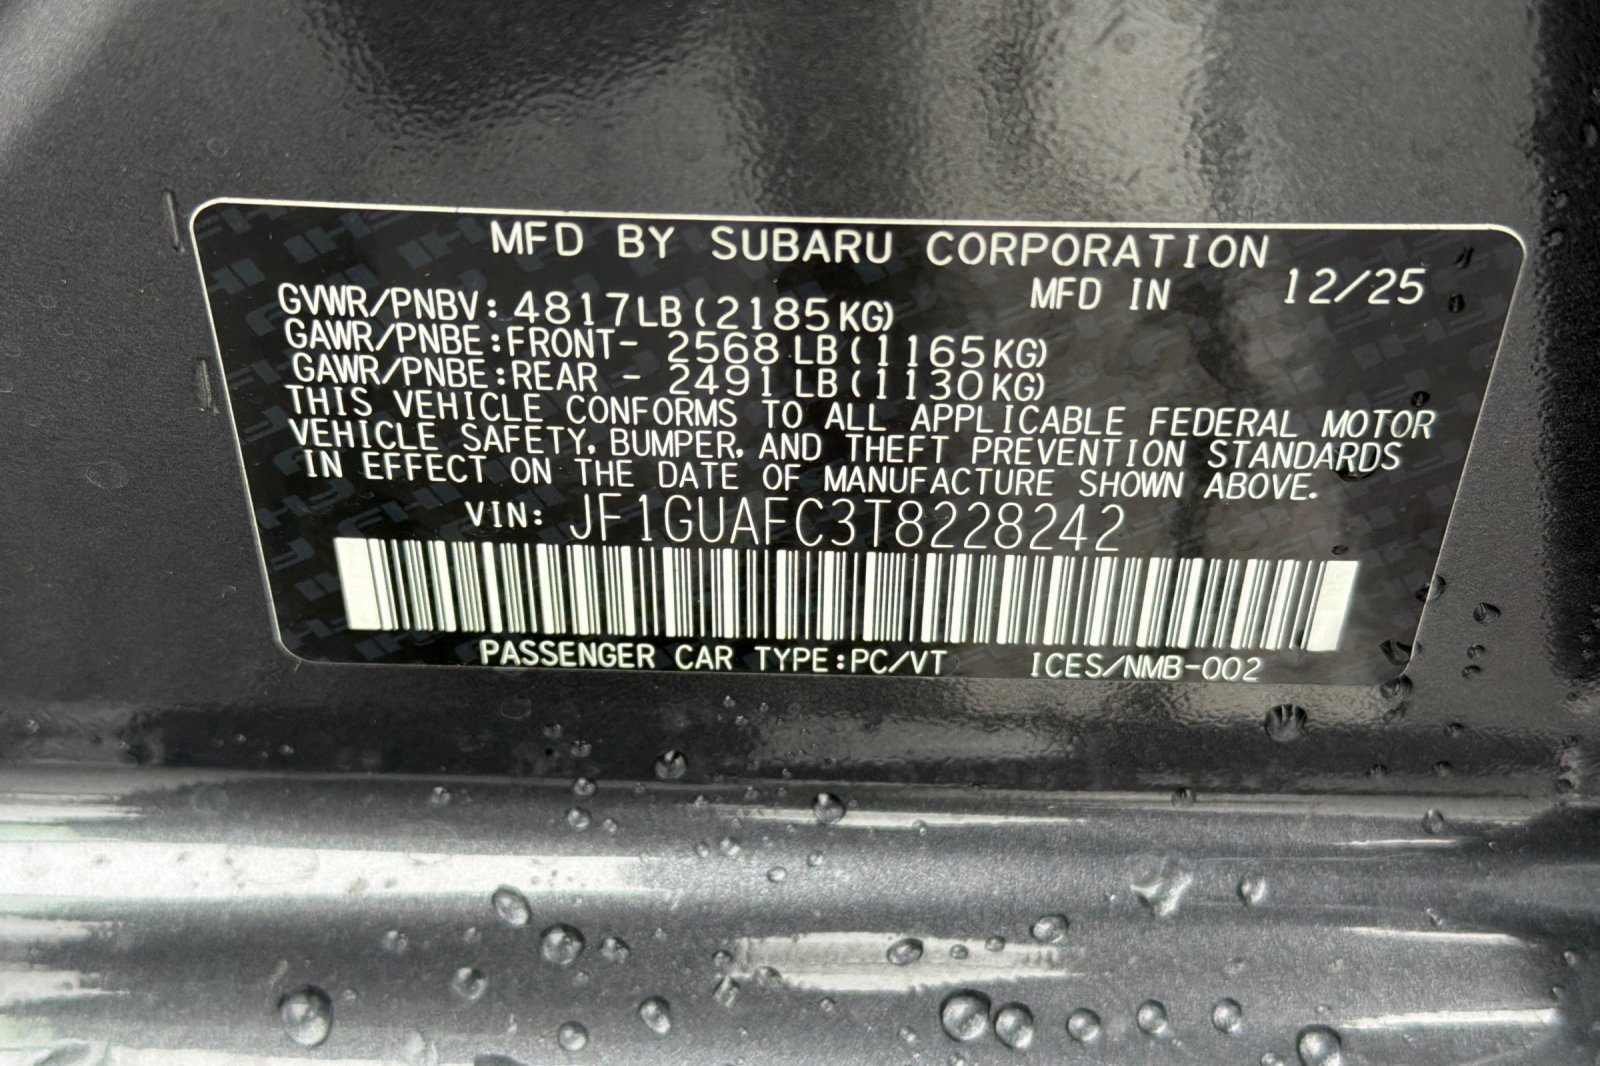 MFD BY SUBARU CORPORATION
MFD IN 12/25
GVWR/PNBV: 4817LB(2185KG)
GAWR/PNBE:FRONT- 2568LB(1165KG)
GAWR/PNBE:REAR - 2491LB(1130KG)
THIS VEHICLE CONFORMS TO ALL APPLICABLE FEDERAL MOTOR
VEHICLE SAFETY, BUMPER, AND THEFT PREVENTION STANDARDS
IN EFFECT ON THE DATE OF MANUFACTURE SHOWN ABOVE.
VIN: JF1GUAFC3T8228242
PASSENGER CAR TYPE:PC/VT ICES/NMB-002